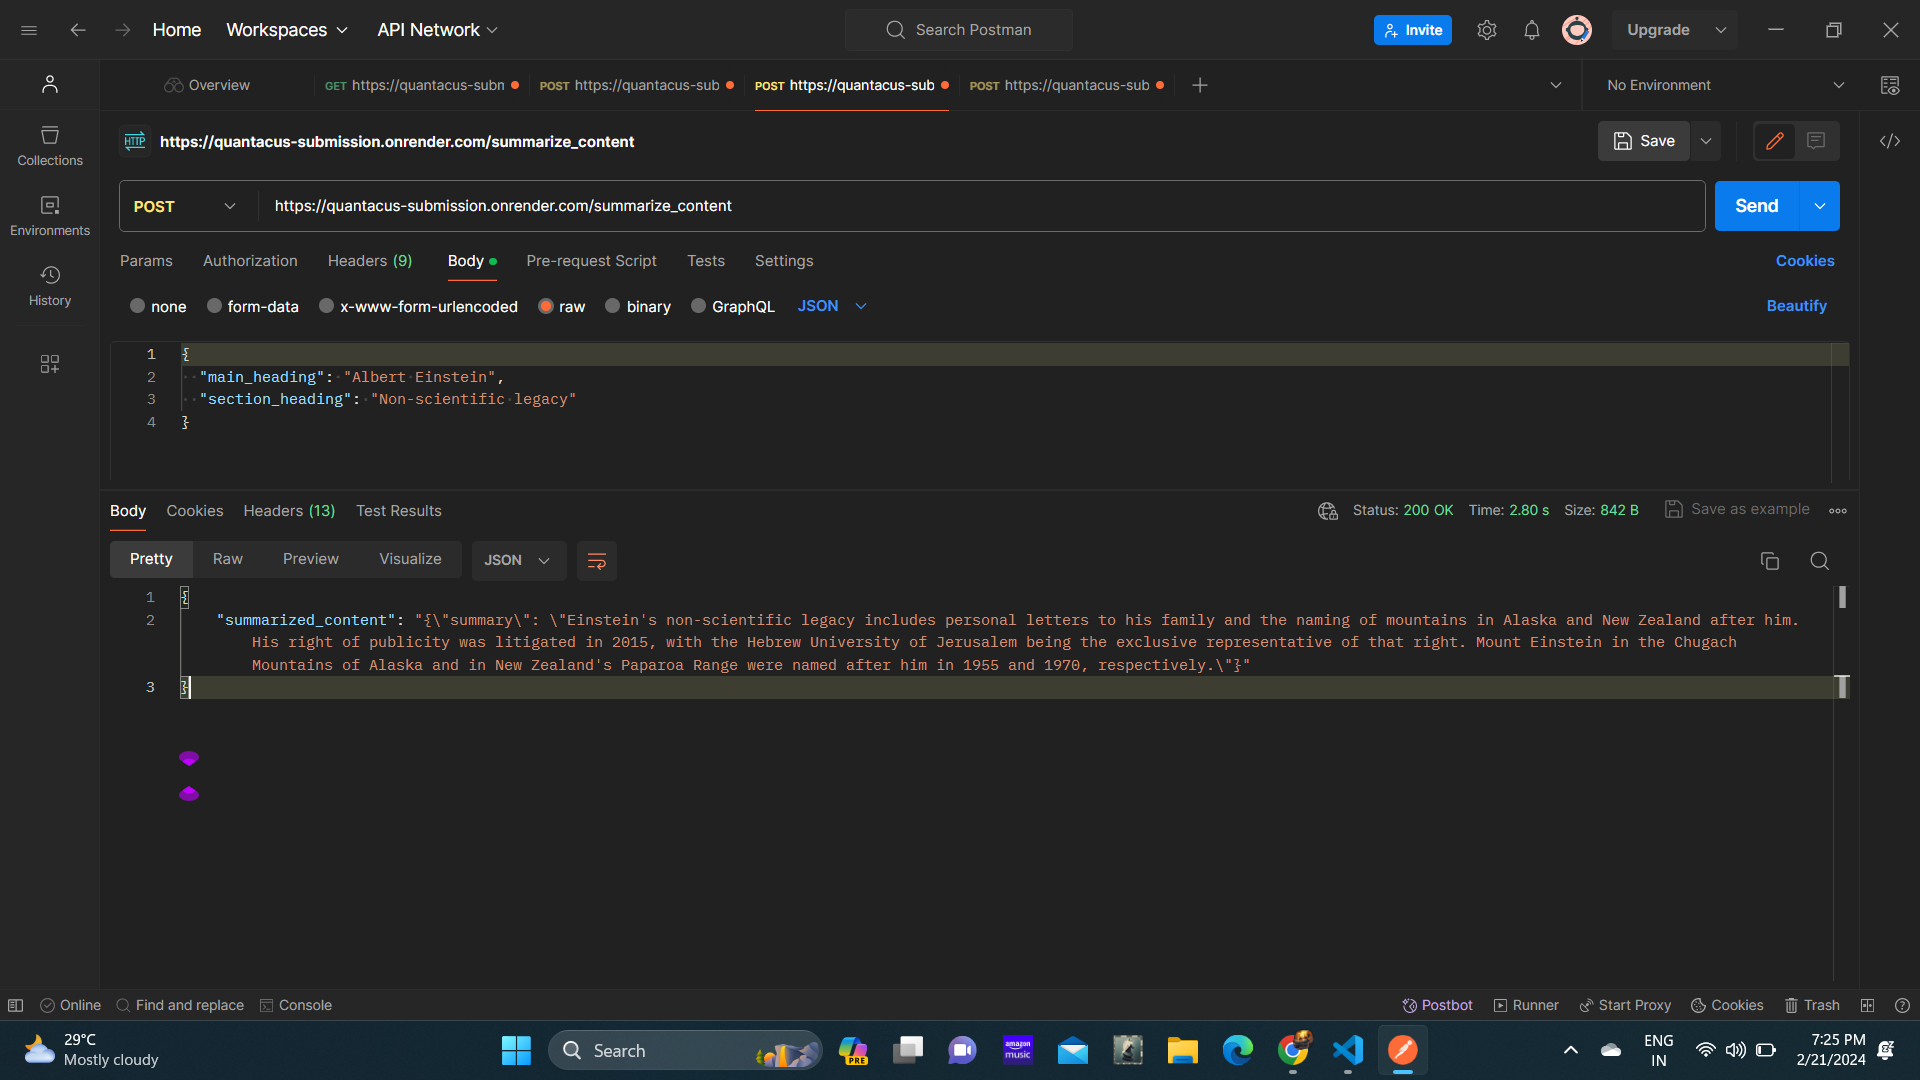 Home Workspaces API Network Search Postman Invite Upgrade
Overview GET https://quantacus-subm POST https://quantacus-sub POST https://quantacus-sub POST https://quantacus-sub No Environment
HTTP https://quantacus-submission.onrender.com/summarize_content Save
Collections
POST https://quantacus-submission.onrender.com/summarize_content Send
Environments
Params Authorization Headers (9) Body Pre-request Script Tests Settings Cookies
History
none form-data x-www-form-urlencoded raw binary GraphQL JSON Beautify
1 {
2 "main_heading": "Albert Einstein",
3 "section_heading": "Non-scientific legacy"
4 }
Body Cookies Headers (13) Test Results Status: 200 OK Time: 2.80 s Size: 842 B Save as example
Pretty Raw Preview Visualize JSON
1 {
2 "summarized_content": "{\"summary\": \"Einstein's non-scientific legacy includes personal letters to his family and the naming of mountains in Alaska and New Zealand after him.
His right of publicity was litigated in 2015, with the Hebrew University of Jerusalem being the exclusive representative of that right. Mount Einstein in the Chugach
Mountains of Alaska and in New Zealand's Paparoa Range were named after him in 1955 and 1970, respectively.\"}"
3 }
Online Find and replace Console Postbot Runner Start Proxy Cookies Trash
29°C
Mostly cloudy
Search
PRE
amazon
music
ENG
IN
7:25 PM
2/21/2024